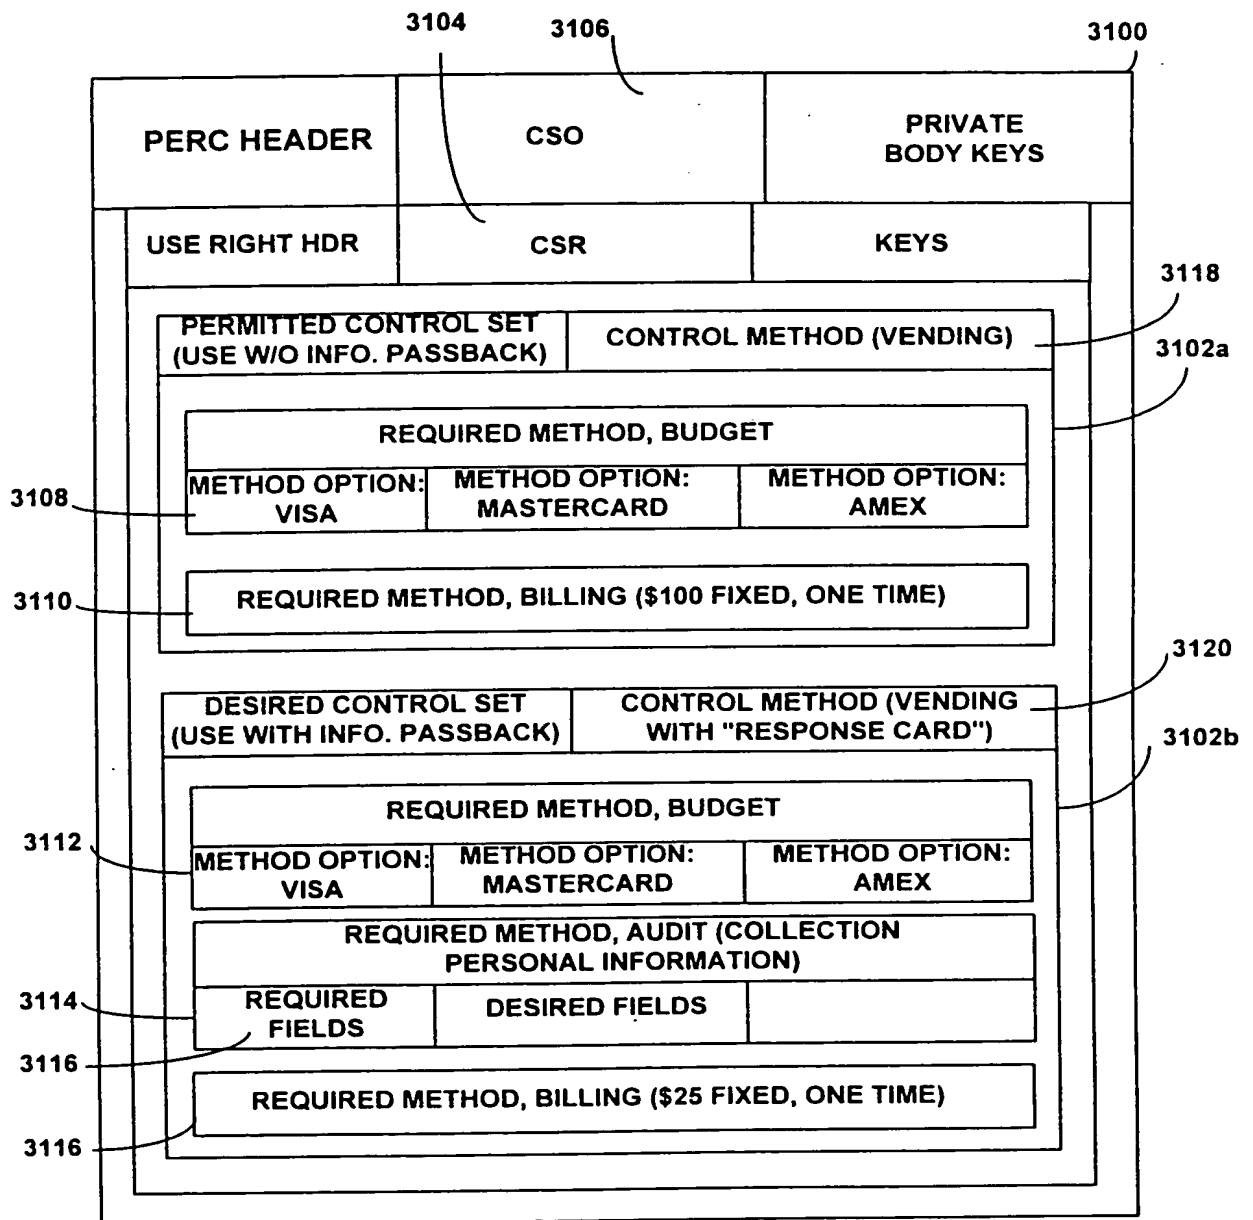 3104
3106
3100
PERC HEADER
CSO
PRIVATE
BODY KEYS
USE RIGHT HDR
CSR
KEYS
3118
PERMITTED CONTROL SET
(USE W/O INFO. PASSBACK)
CONTROL METHOD (VENDING)
3102a
REQUIRED METHOD, BUDGET
3108
METHOD OPTION:
VISA
METHOD OPTION:
MASTERCARD
METHOD OPTION:
AMEX
3110
REQUIRED METHOD, BILLING ($100 FIXED, ONE TIME)
3120
DESIRED CONTROL SET
(USE WITH INFO. PASSBACK)
CONTROL METHOD (VENDING
WITH "RESPONSE CARD")
3102b
REQUIRED METHOD, BUDGET
3112
METHOD OPTION:
VISA
METHOD OPTION:
MASTERCARD
METHOD OPTION:
AMEX
REQUIRED METHOD, AUDIT (COLLECTION
PERSONAL INFORMATION)
3114
REQUIRED
FIELDS
DESIRED FIELDS
3116
REQUIRED METHOD, BILLING ($25 FIXED, ONE TIME)
3116